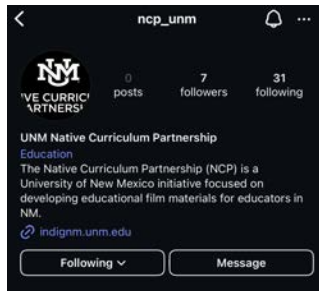 ncp_unm
UNM
'VE CURRIC'
ARTNERS'
0
7
31
posts
followers
following
UNM Native Curriculum Partnership
Education
The Native Curriculum Partnership (NCP) is a
University of New Mexico initiative focused on
developing educational film materials for educators in
NM.
indignm.unm.edu
Following
Message